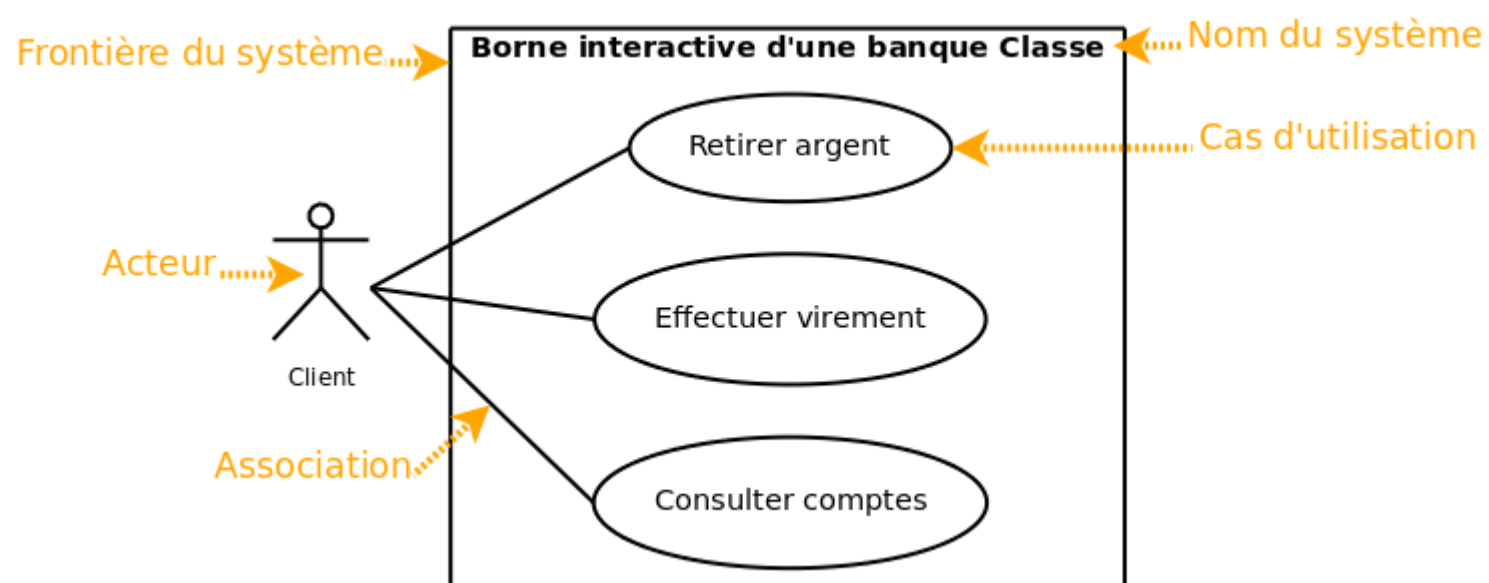 Frontière du système
Borne interactive d'une banque Classe
Nom du système
Retirer argent
Cas d'utilisation
Acteur
Effectuer virement
Client
Association
Consulter comptes